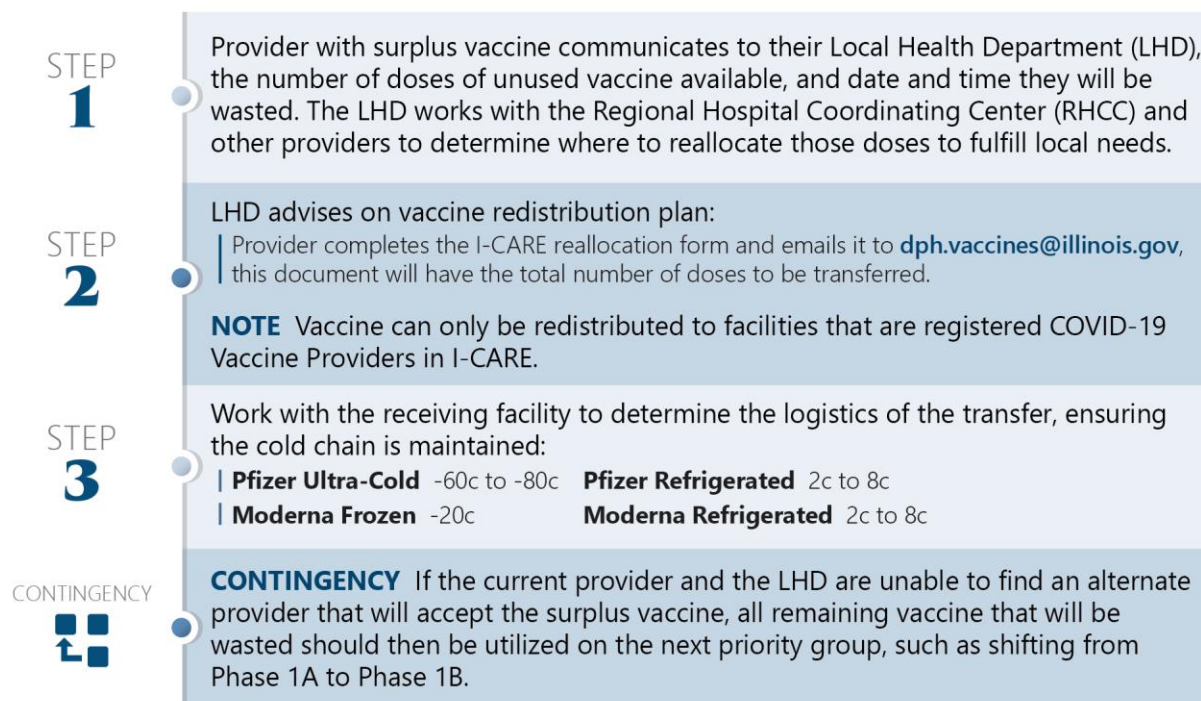 STEP
1
Provider with surplus vaccine communicates to their Local Health Department (LHD),
the number of doses of unused vaccine available, and date and time they will be
wasted. The LHD works with the Regional Hospital Coordinating Center (RHCC) and
other providers to determine where to reallocate those doses to fulfill local needs.
STEP
2
LHD advises on vaccine redistribution plan:
Provider completes the I-CARE reallocation form and emails it to dph.vaccines@illinois.gov,
this document will have the total number of doses to be transferred.
NOTE Vaccine can only be redistributed to facilities that are registered COVID-19
Vaccine Providers in I-CARE.
STEP
3
Work with the receiving facility to determine the logistics of the transfer, ensuring
the cold chain is maintained:
Pfizer Ultra-Cold -60c to -80c Pfizer Refrigerated 2c to 8c
Moderna Frozen -20c Moderna Refrigerated 2c to 8c
CONTINGENCY
CONTINGENCY If the current provider and the LHD are unable to find an alternate
provider that will accept the surplus vaccine, all remaining vaccine that will be
wasted should then be utilized on the next priority group, such as shifting from
Phase 1A to Phase 1B.